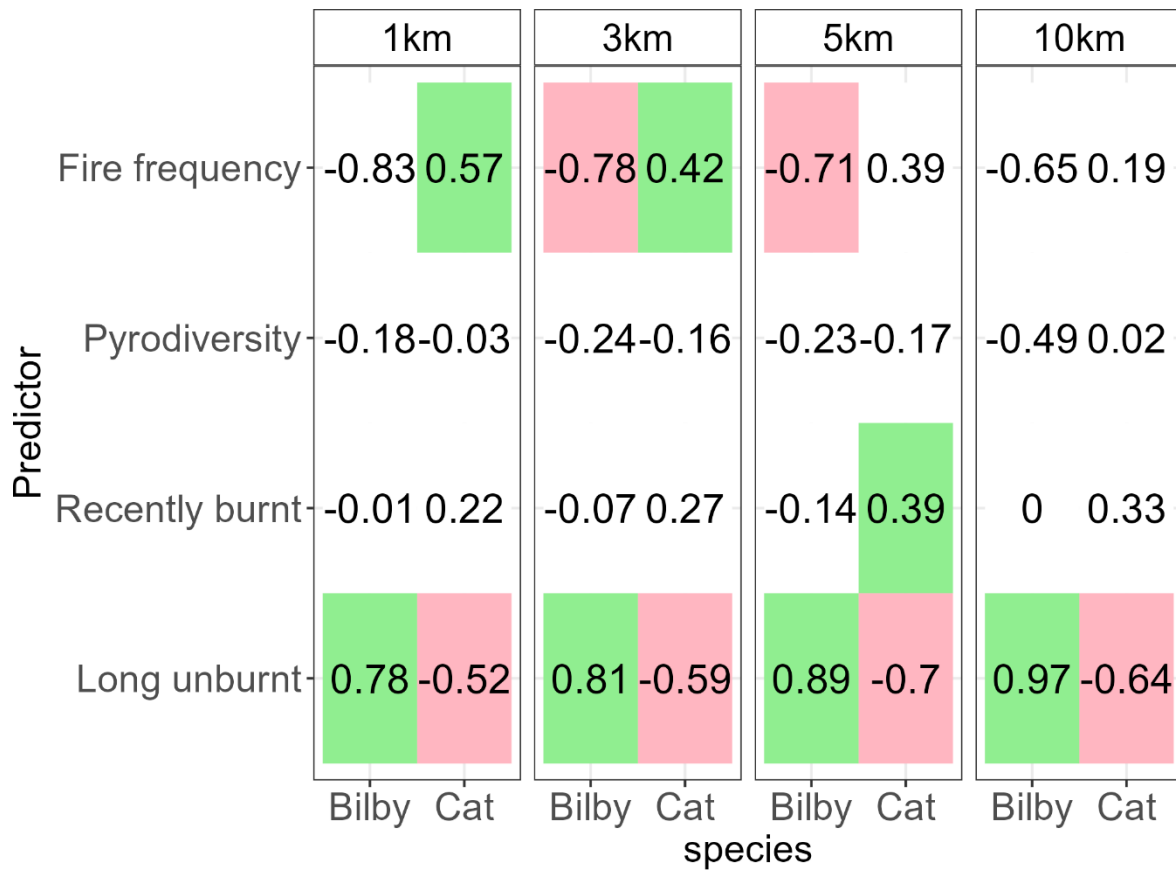 1km 3km 5km 10km
Predictor
Fire frequency -0.83 0.57 -0.78 0.42 -0.71 0.39 -0.65 0.19
Pyrodiversity -0.18 -0.03 -0.24 -0.16 -0.23 -0.17 -0.49 0.02
Recently burnt -0.01 0.22 -0.07 0.27 -0.14 0.39 0 0.33
Long unburnt 0.78 -0.52 0.81 -0.59 0.89 -0.7 0.97 -0.64
Bilby Cat Bilby Cat Bilby Cat Bilby Cat
species